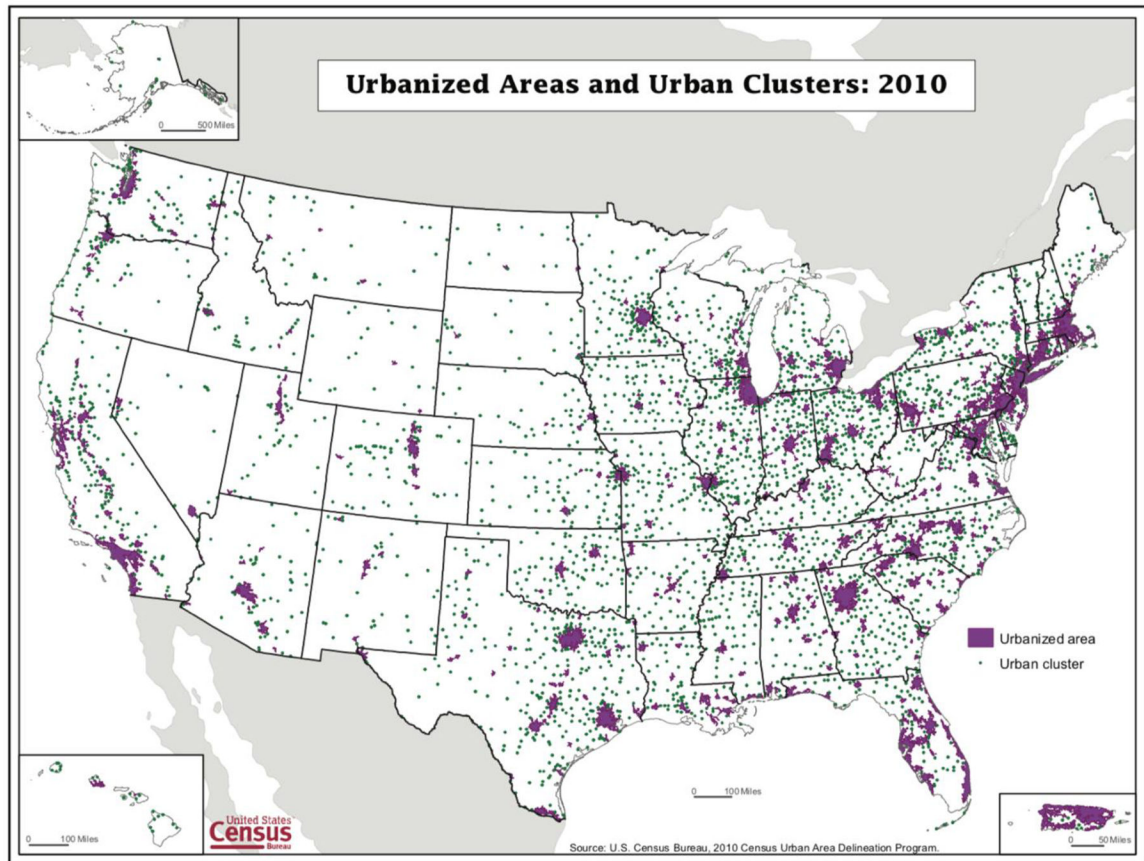 Urbanized Areas and Urban Clusters: 2010
0 500 Miles
Urbanized area
Urban cluster
0 100 Miles
0 100 Miles
United States
Census
Bureau
0 50 Miles
Source: U.S. Census Bureau, 2010 Census Urban Area Delineation Program.